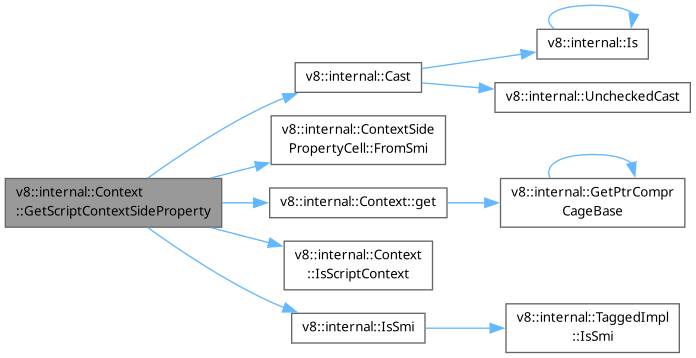 v8::internal::Context
::GetScriptContextSideProperty
v8::internal::Cast
v8::internal::Is
v8::internal::UncheckedCast
v8::internal::ContextSide
PropertyCell::FromSmi
v8::internal::Context::get
v8::internal::GetPtrCompr
CageBase
v8::internal::Context
::IsScriptContext
v8::internal::IsSmi
v8::internal::TaggedImpl
::IsSmi